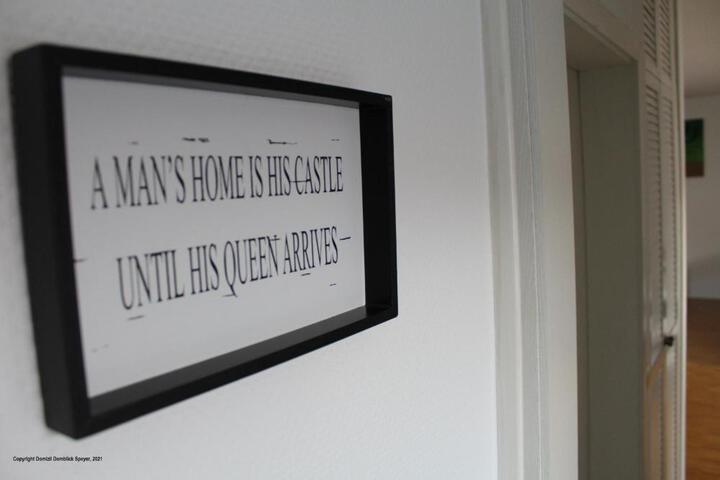 A MAN'S HOME IS HIS CASTLE
UNTIL HIS QUEEN ARRIVES
Copyright Domizil Domblick Speyer, 2021